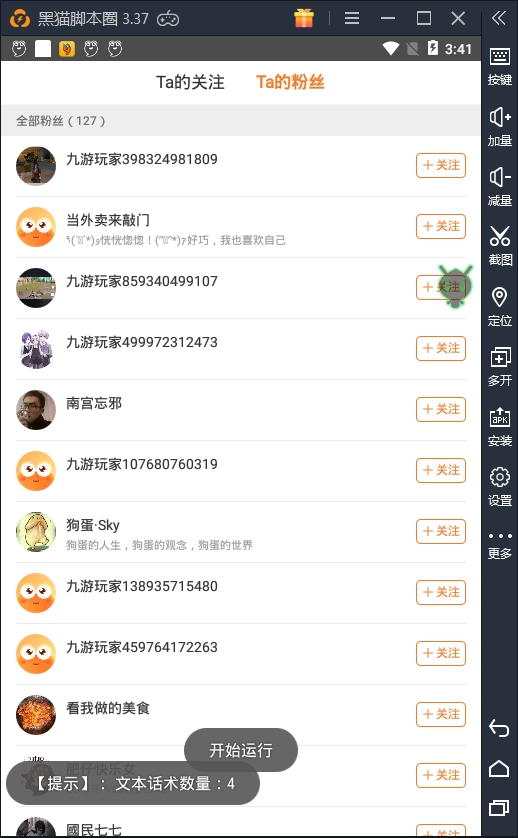 黑猫脚本圈 3.37
3:41
Ta的关注 Ta的粉丝
全部粉丝（127）
九游玩家398324981809
+ 关注
当外卖来敲门
恍恍惚惚！
好巧，我也喜欢自己
+ 关注
九游玩家859340499107
+ 关注
九游玩家499972312473
+ 关注
南宫忘邪
+ 关注
九游玩家107680760319
+ 关注
狗蛋·Sky
狗蛋的人生，狗蛋的观念，狗蛋的世界
+ 关注
九游玩家138935715480
+ 关注
九游玩家459764172263
+ 关注
看我做的美食
+ 关注
肥仔快乐女
+ 关注
國民七七
+ 关注
开始运行
【提示】：文本话术数量：4
按键
加量
减量
截图
定位
多开
APK
安装
设置
更多